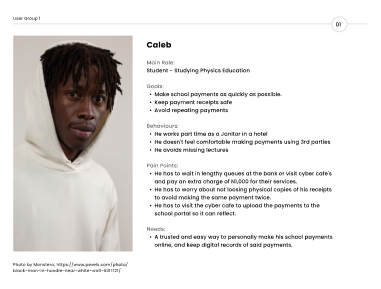 User Group 1
01
Caleb
Main Role:
Student - Studying Physics Education
Goals:
• Make school payments as quickly as possible.
• Keep payment receipts safe
• Avoid repeating payments
Behaviours:
• He works part time as a Janitor in a hotel
• He doesn't feel comfortable making payments using 3rd parties
• He avoids missing lectures
Pain Points:
• He has to wait in lengthy queues at the bank or visit cyber cafe's
and pay an extra charge of N1,000 for their services.
• He has to worry about not loosing physical copies of his receipts
to avoid making the same payment twice.
• He has to visit the cyber cafe to upload the payments to the
school portal so it can reflect.
Needs:
• A trusted and easy way to personally make his school payments
online, and keep digital records of said payments.
Photo by Monstera: https://www.pexels.com/photo/
black-man-in-hoodie-near-white-wall-6311721/